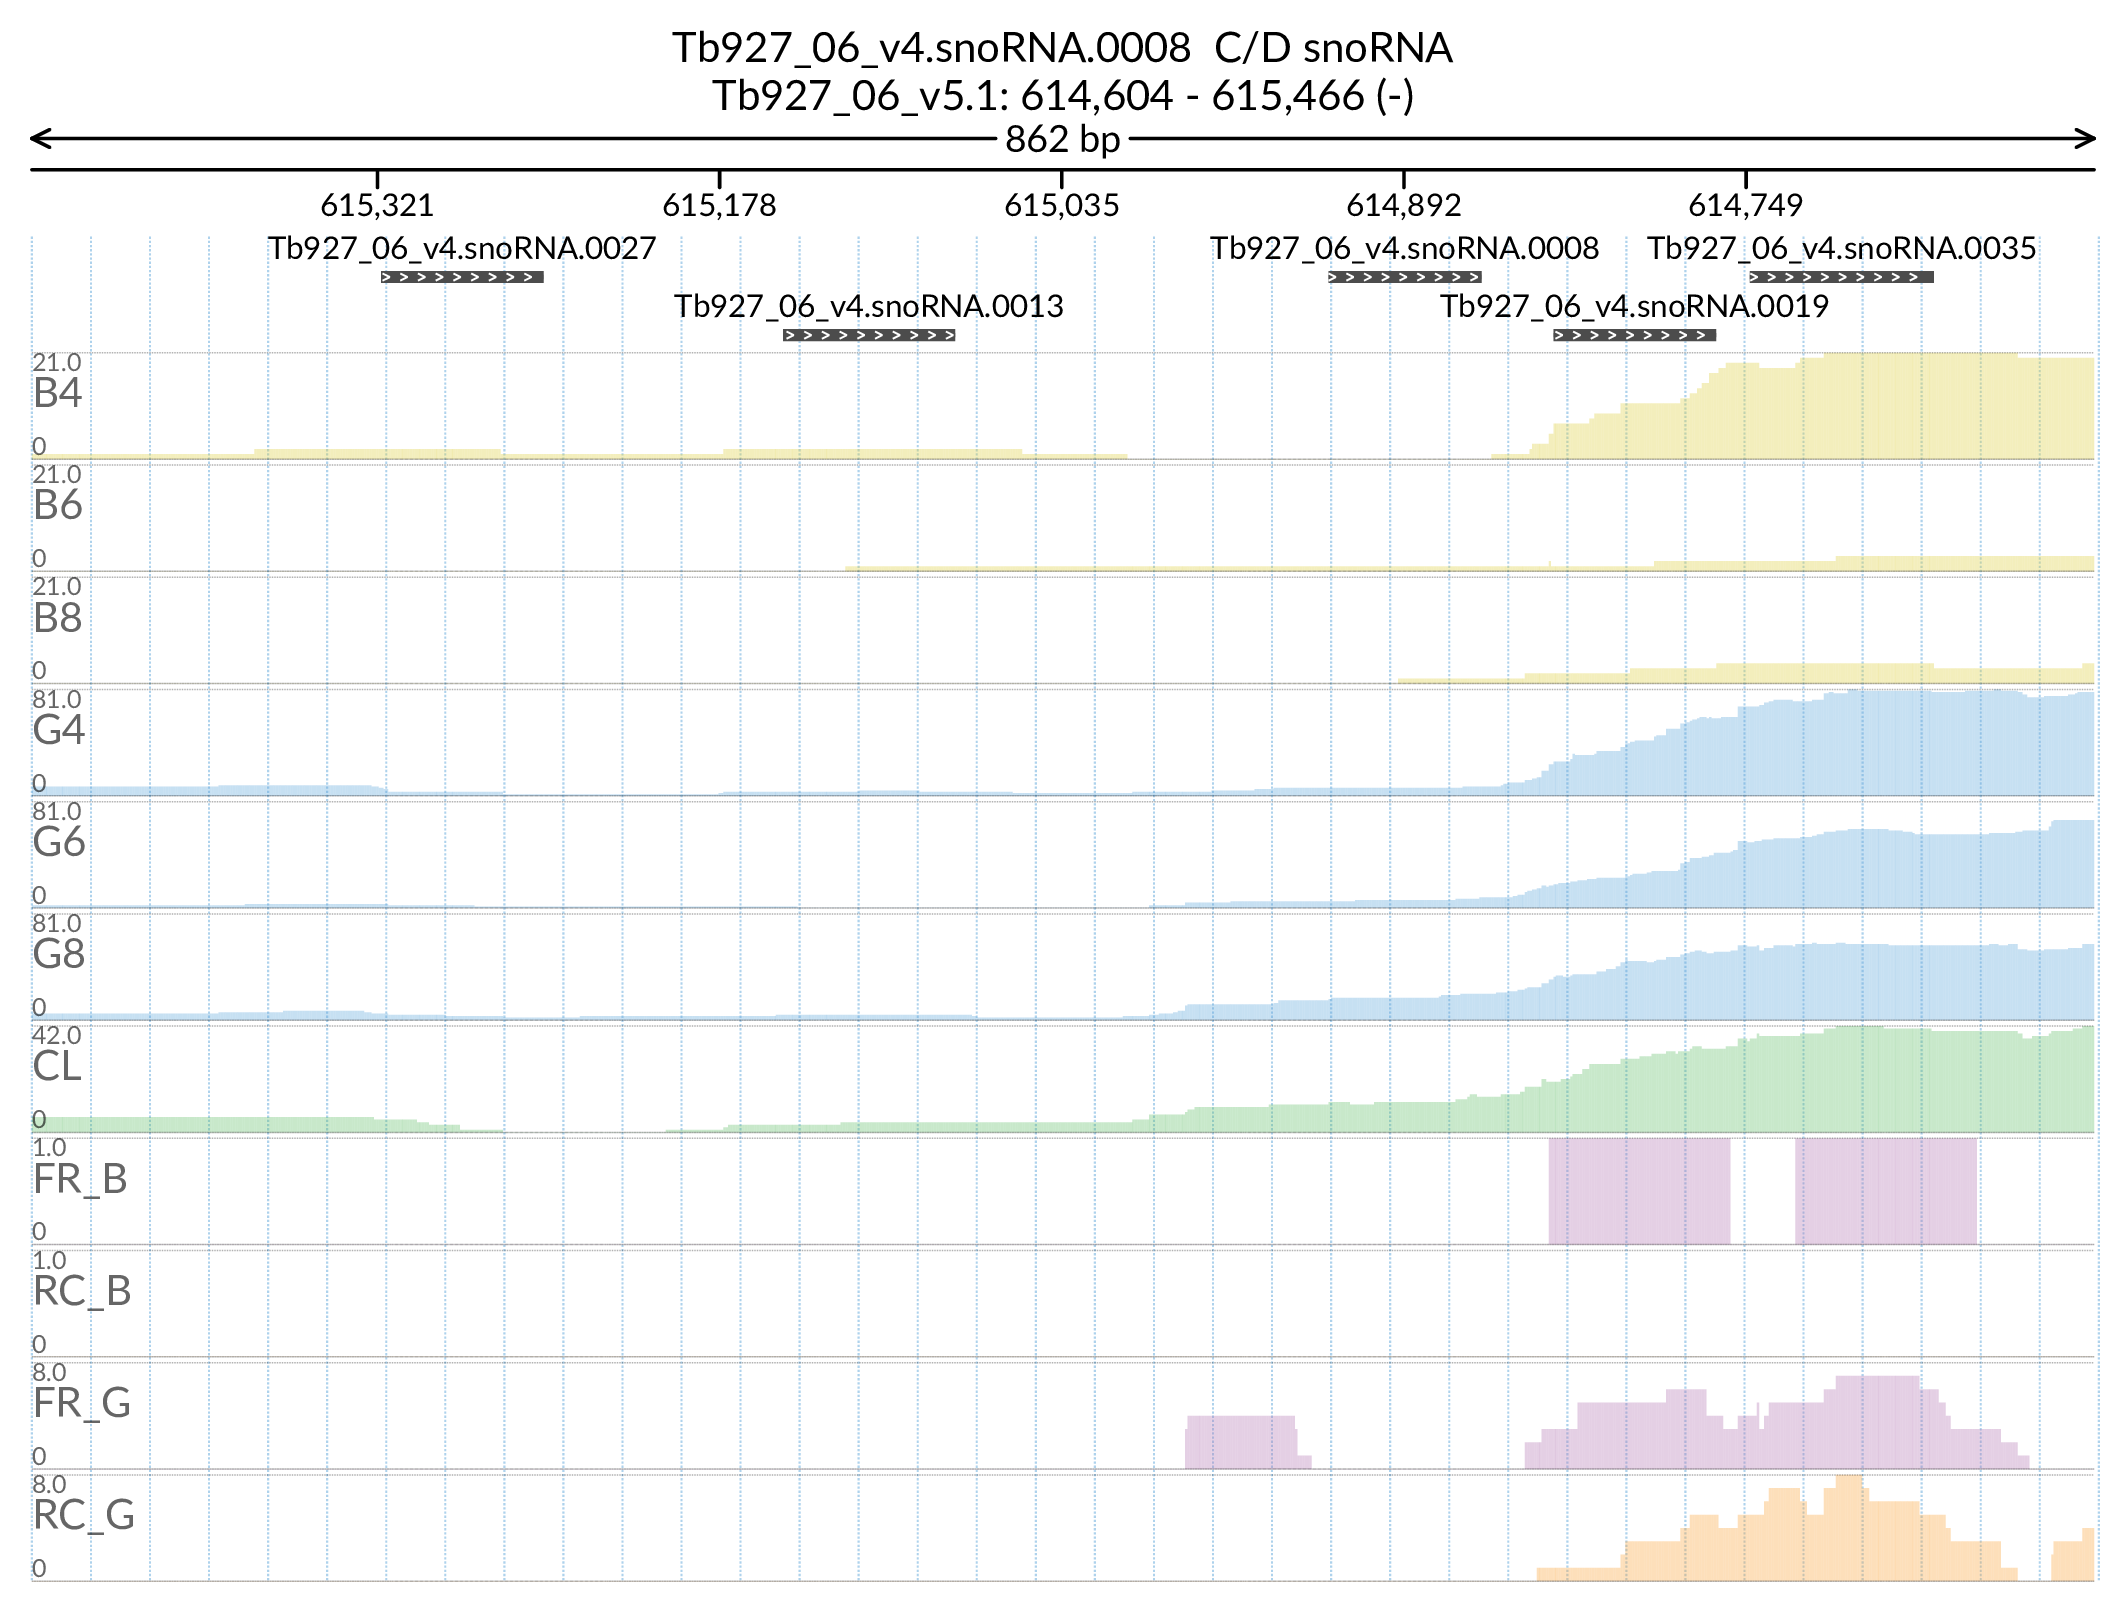 Tb927_06_v4.snoRNA.0008 C/D snoRNA
Tb927_06_v5.1: 614,604 - 615,466 (-)
862 bp
615,321 615,178 615,035 614,892 614,749
Tb927_06_v4.snoRNA.0027 Tb927_06_v4.snoRNA.0008 Tb927_06_v4.snoRNA.0035
Tb927_06_v4.snoRNA.0013 Tb927_06_v4.snoRNA.0019
21.0
B4
0
21.0
B6
0
21.0
B8
0
81.0
G4
0
81.0
G6
0
81.0
G8
0
42.0
CL
0
1.0
FR_B
0
1.0
RC_B
0
8.0
FR_G
0
8.0
RC_G
0